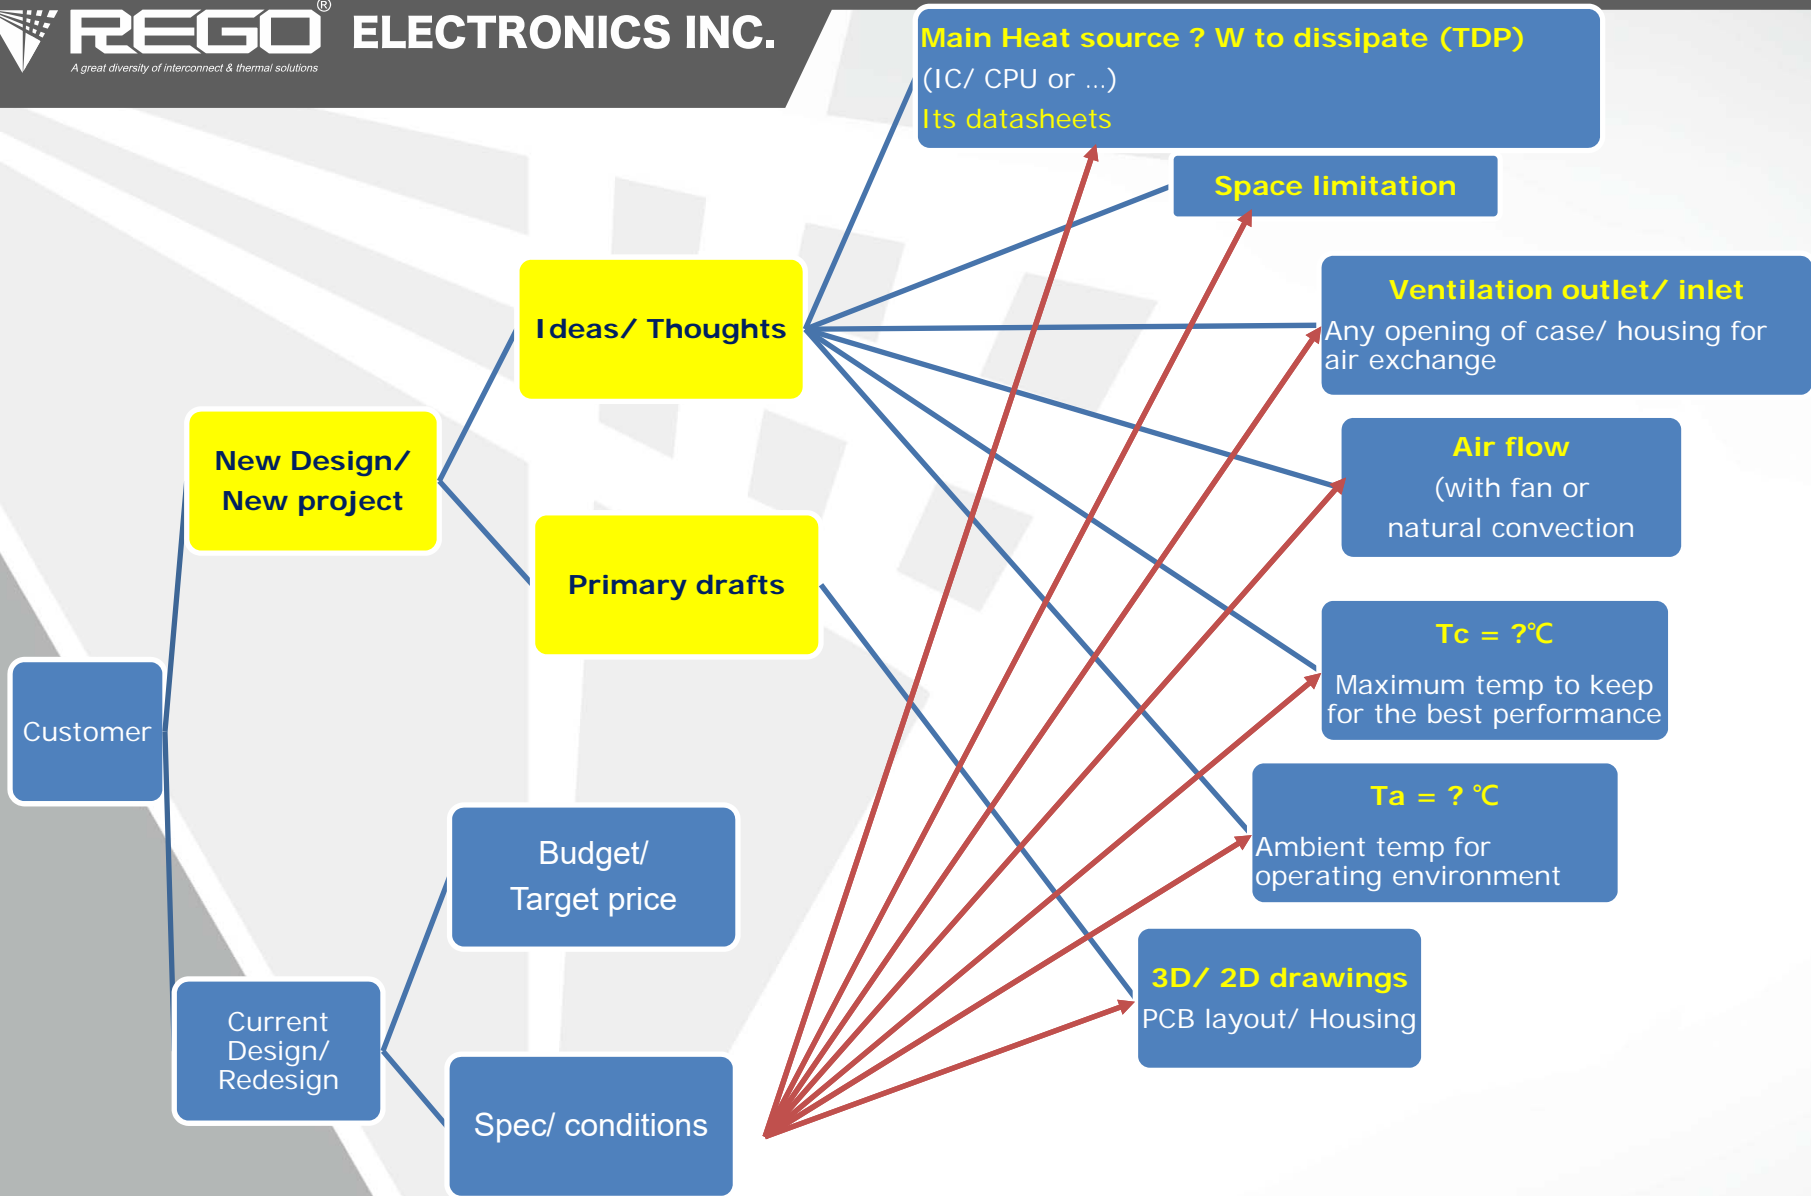 REGO® ELECTRONICS INC.
A great diversity of interconnect & thermal solutions
Main Heat source ? W to dissipate (TDP)
(IC/ CPU or ...)
Its datasheets
Space limitation
Ventilation outlet/ inlet
Any opening of case/ housing for
air exchange
Ideas/ Thoughts
Air flow
(with fan or
natural convection
New Design/
New project
Primary drafts
Tc = ?℃
Maximum temp to keep
for the best performance
Customer
Ta = ? ℃
Ambient temp for
operating environment
Budget/
Target price
3D/ 2D drawings
PCB layout/ Housing
Current
Design/
Redesign
Spec/ conditions